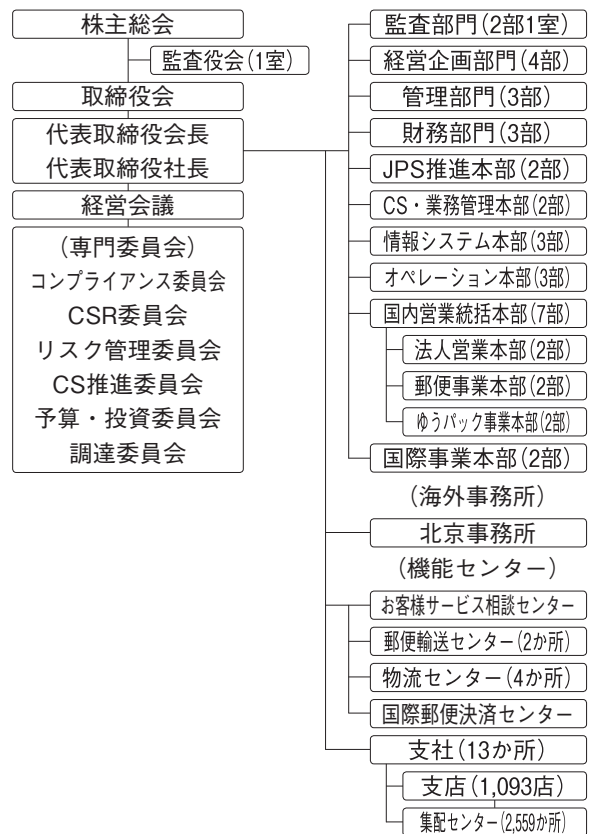 株主総会
監査役会(1室)
取締役会
代表取締役会長
代表取締役社長
経営会議
(専門委員会)
コンプライアンス委員会
CSR委員会
リスク管理委員会
CS推進委員会
予算・投資委員会
調達委員会
監査部門(2部1室)
経営企画部門(4部)
管理部門(3部)
財務部門(3部)
JPS推進本部(2部)
CS・業務管理本部(2部)
情報システム本部(3部)
オペレーション本部(3部)
国内営業統括本部(7部)
法人営業本部(2部)
郵便事業本部(2部)
ゆうパック事業本部(2部)
国際事業本部(2部)
(海外事務所)
北京事務所
(機能センター)
お客様サービス相談センター
郵便輸送センター(2か所)
物流センター(4か所)
国際郵便決済センター
支社(13か所)
支店(1,093店)
集配センター(2,559か所)